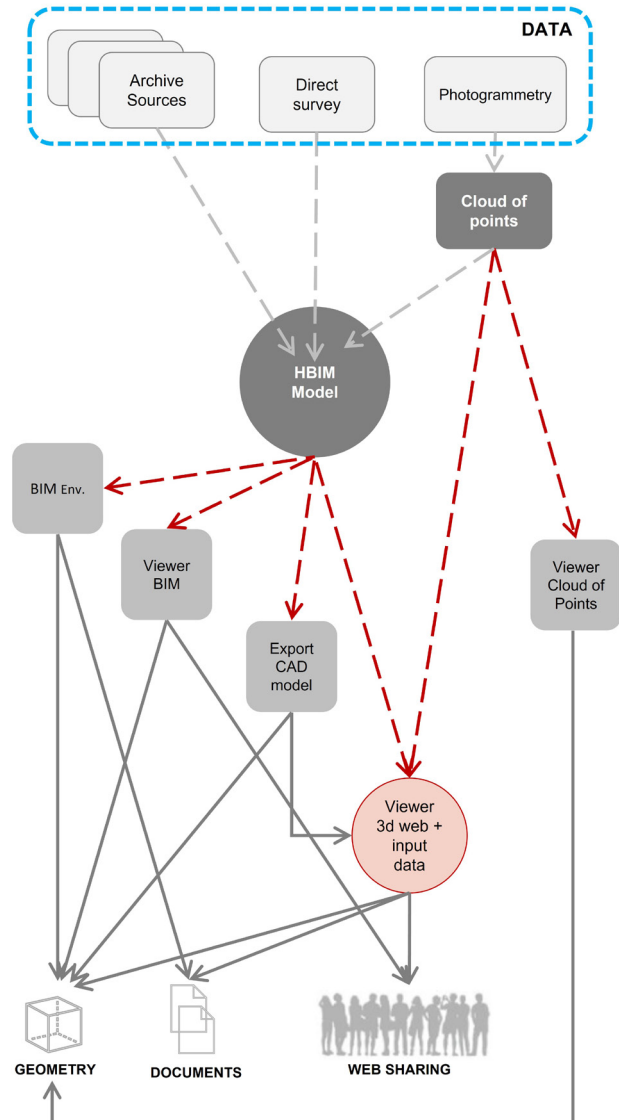 DATA
Archive
Sources
Direct
survey
Photogrammetry
Cloud of
points
HBIM
Model
BIM Env.
Viewer
BIM
Export
CAD
model
Viewer
Cloud of
Points
Viewer
3d web +
input
data
GEOMETRY
DOCUMENTS
WEB SHARING